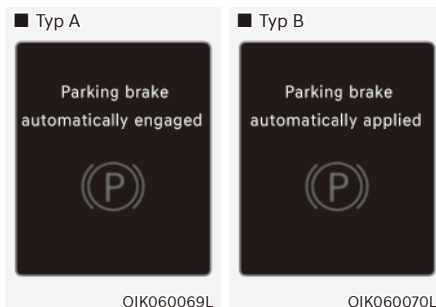 ■ Typ A
Parking brake
automatically engaged
P
OIK060069L
■ Typ B
Parking brake
automatically applied
P
OIK060070L